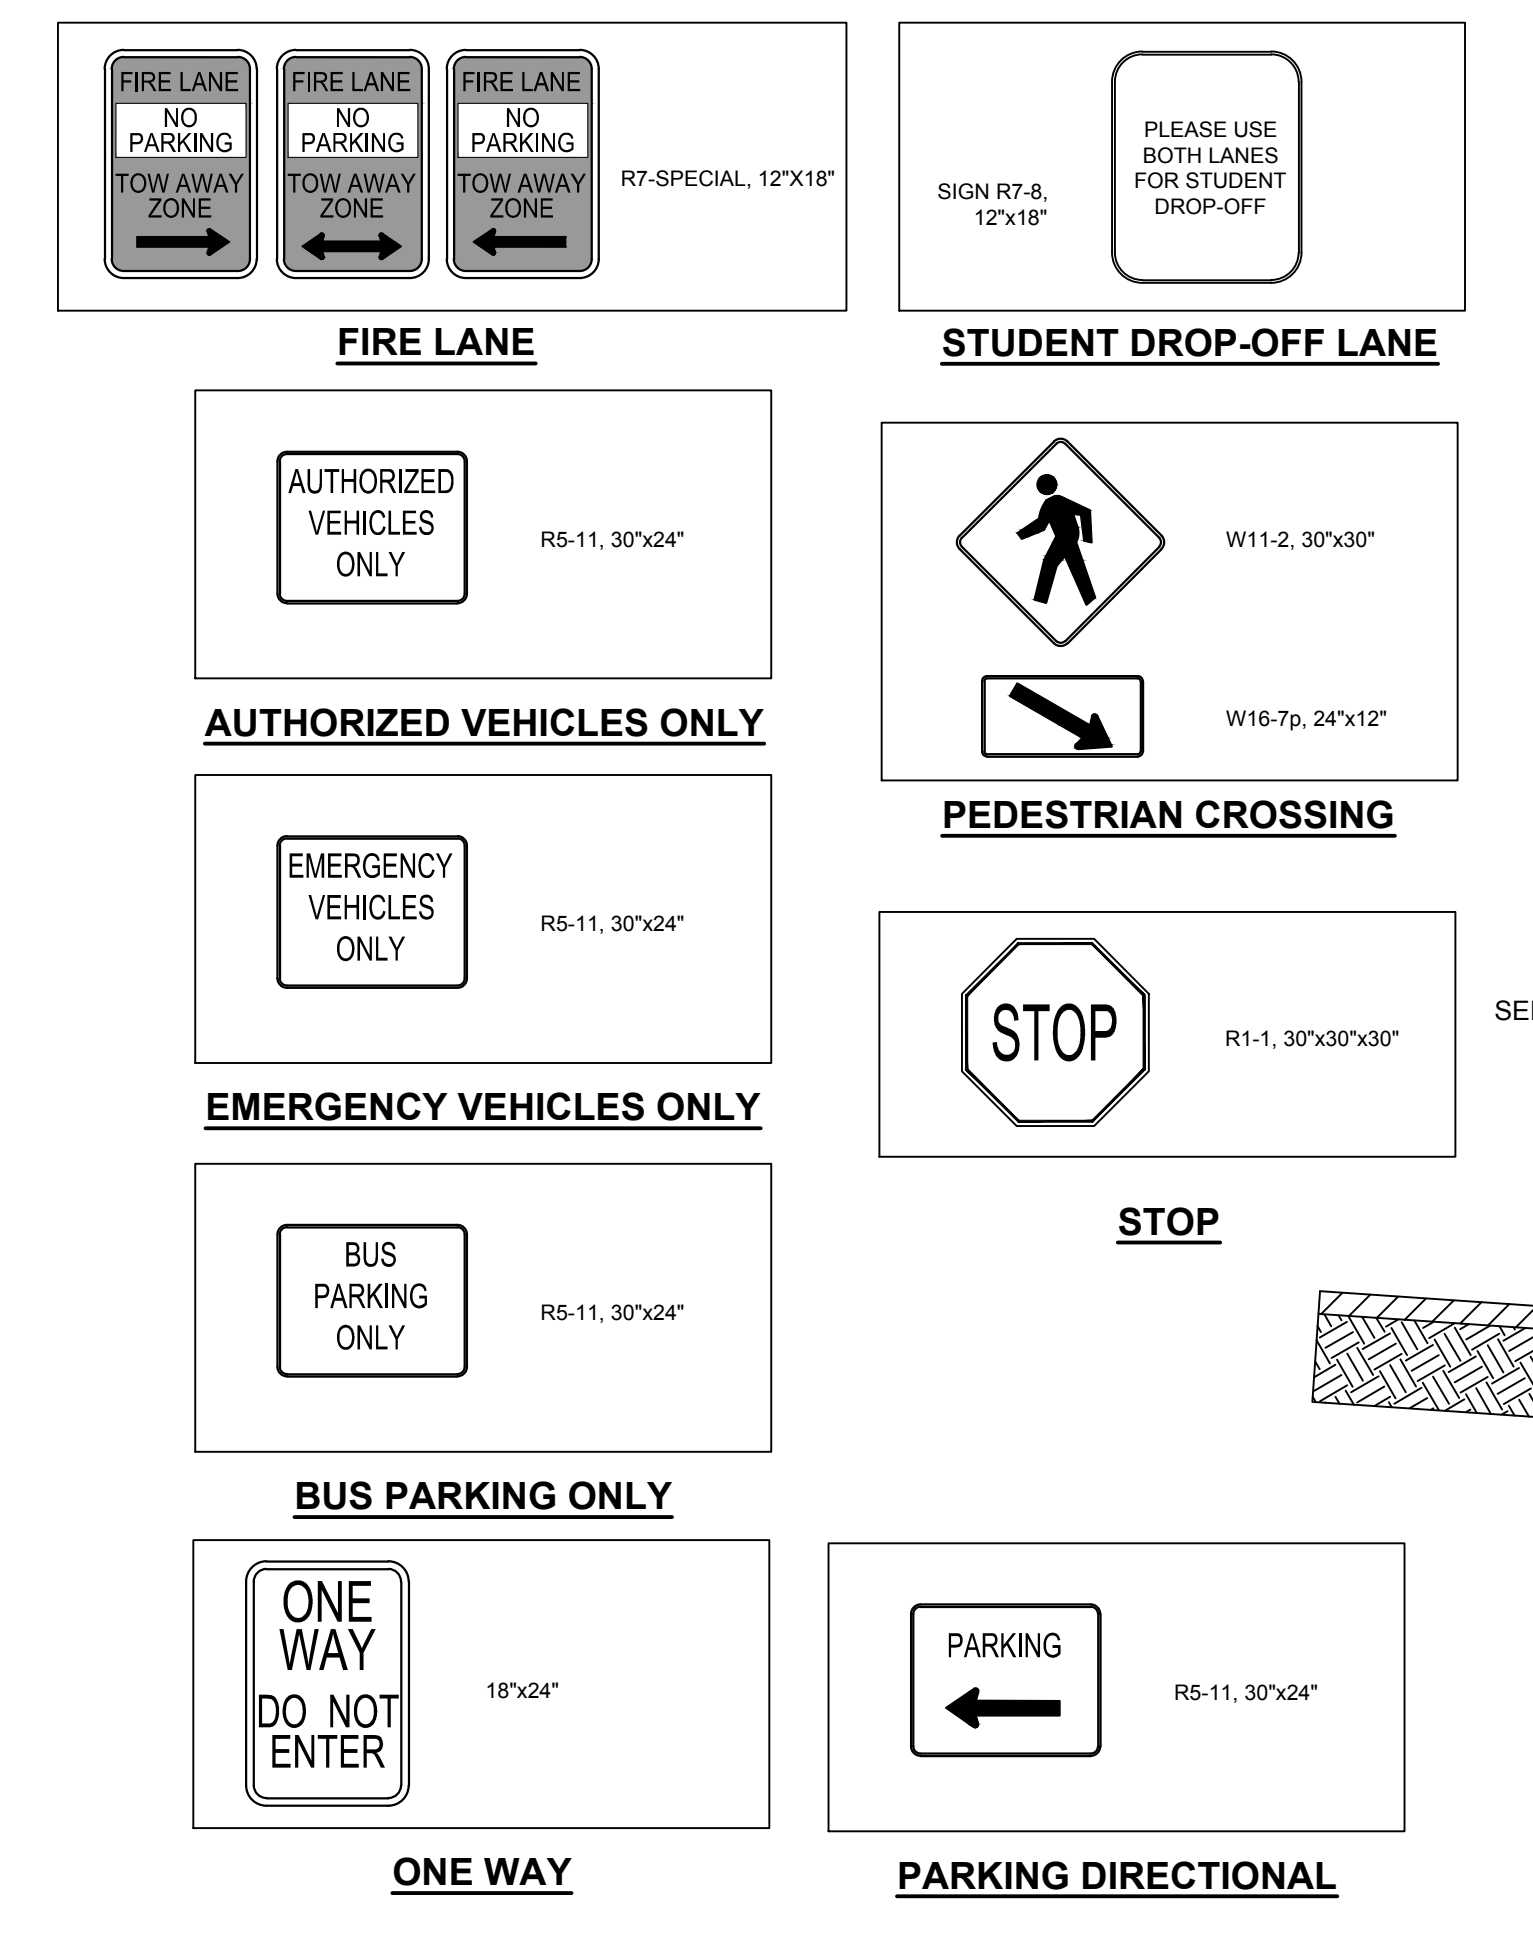 FIRE LANE
NO
PARKING
TOW AWAY
ZONE
FIRE LANE
NO
PARKING
TOW AWAY
ZONE
FIRE LANE
NO
PARKING
TOW AWAY
ZONE
R7-SPECIAL, 12"X18"
FIRE LANE
SIGN R7-8,
12"x18"
PLEASE USE
BOTH LANES
FOR STUDENT
DROP-OFF
STUDENT DROP-OFF LANE
AUTHORIZED
VEHICLES
ONLY
R5-11, 30"x24"
AUTHORIZED VEHICLES ONLY
W11-2, 30"x30"
W16-7p, 24"x12"
PEDESTRIAN CROSSING
EMERGENCY
VEHICLES
ONLY
R5-11, 30"x24"
EMERGENCY VEHICLES ONLY
STOP
R1-1, 30"x30"x30"
STOP
BUS
PARKING
ONLY
R5-11, 30"x24"
BUS PARKING ONLY
ONE
WAY
DO NOT
ENTER
18"x24"
ONE WAY
PARKING
R5-11, 30"x24"
PARKING DIRECTIONAL